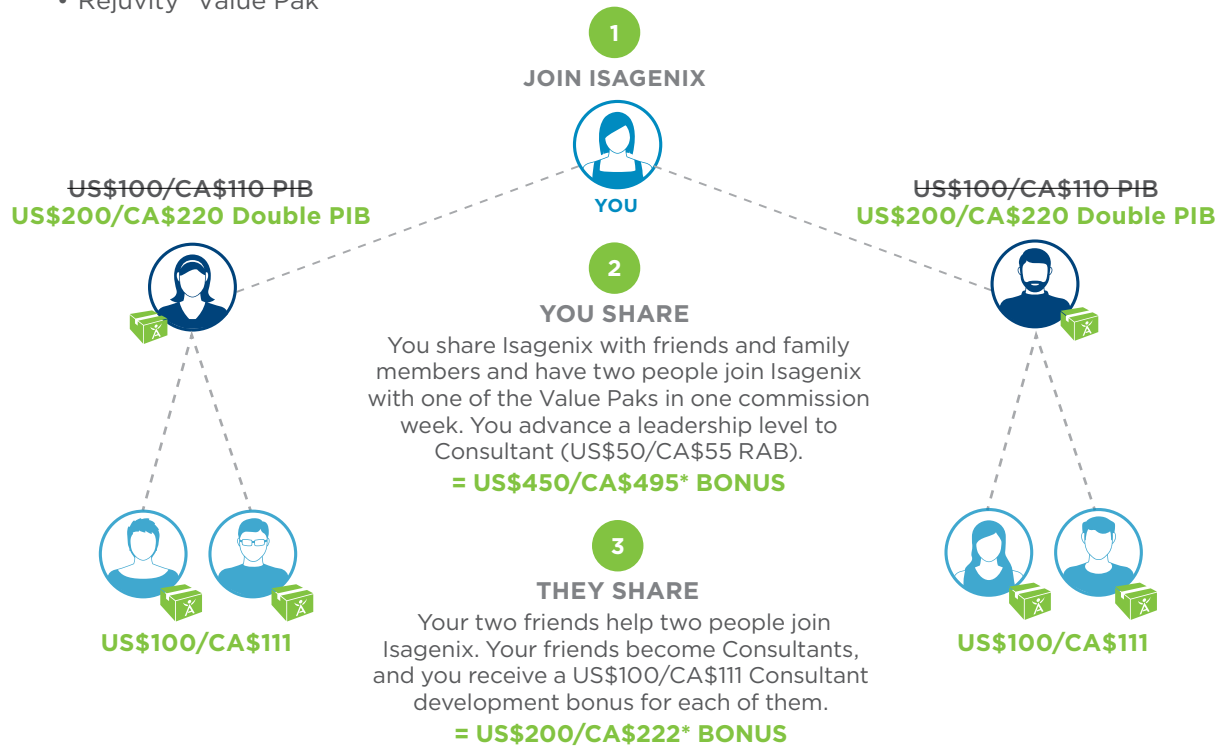 • Rejuvity Value Pak
1
JOIN ISAGENIX
YOU
US$100/CA$110 PIB
US$200/CA$220 Double PIB
US$100/CA$110 PIB
US$200/CA$220 Double PIB
2
YOU SHARE
You share Isagenix with friends and family
members and have two people join Isagenix
with one of the Value Paks in one commission
week. You advance a leadership level to
Consultant (US$50/CA$55 RAB).
= US$450/CA$495* BONUS
3
THEY SHARE
Your two friends help two people join
Isagenix. Your friends become Consultants,
and you receive a US$100/CA$111 Consultant
development bonus for each of them.
= US$200/CA$222* BONUS
US$100/CA$111
US$100/CA$111